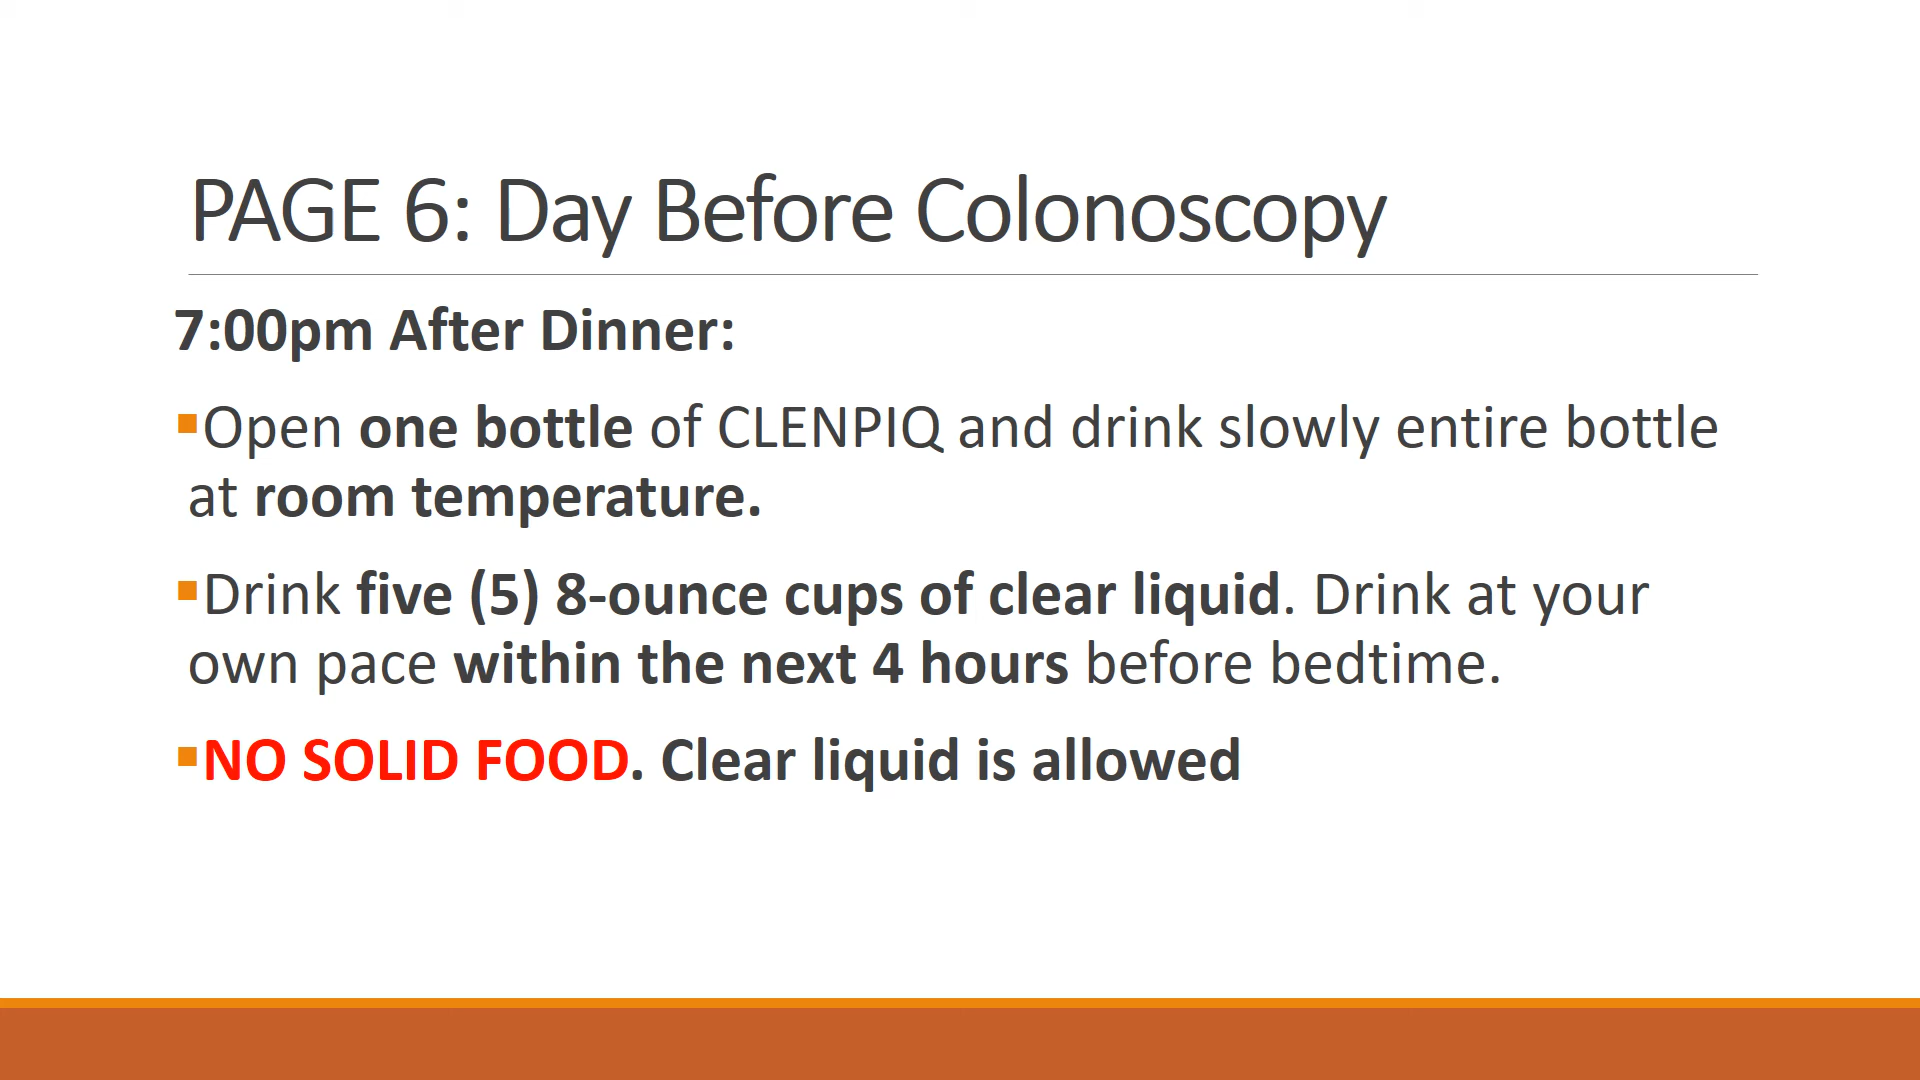 PAGE 6: Day Before Colonoscopy
7:00pm After Dinner:
▪Open one bottle of CLENPIQ and drink slowly entire bottle
at room temperature.
▪Drink five (5) 8-ounce cups of clear liquid. Drink at your
own pace within the next 4 hours before bedtime.
▪NO SOLID FOOD. Clear liquid is allowed